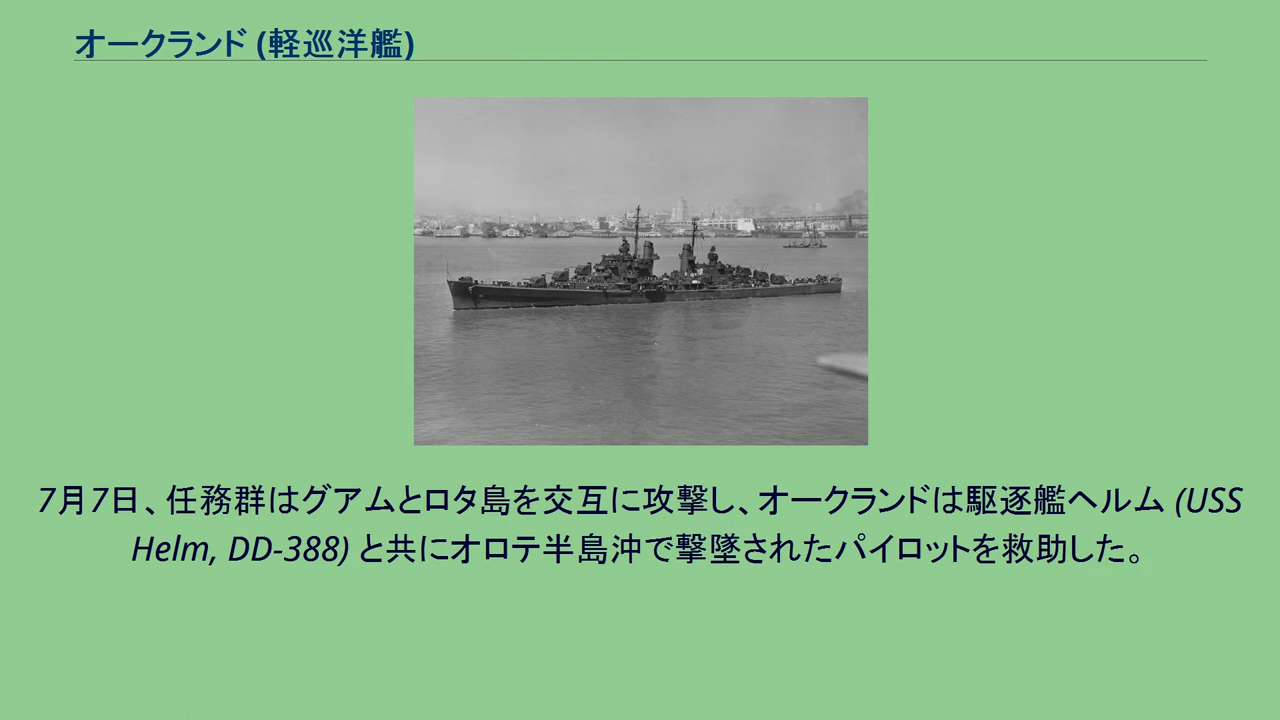 オークランド (軽巡洋艦)
7月7日、任務群はグアムとロタ島を交互に攻撃し、オークランドは駆逐艦ヘルム (USS
Helm, DD-388) と共にオロテ半島沖で撃墜されたパイロットを救助した。